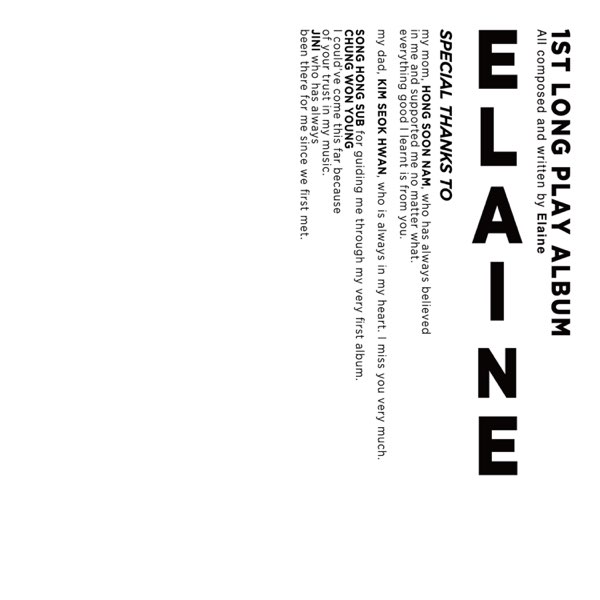 1ST LONG PLAY ALBUM
All composed and written by Elaine
ELAINE
SPECIAL THANKS TO
my mom, HONG SOON NAM, who has always believed
in me and supported me no matter what.
everything good I learnt is from you.
my dad, KIM SEOK HWAN, who is always in my heart. I miss you very much.
SONG HONG SUB for guiding me through my very first album.
CHUNG WON YOUNG
I could've come this far because
of your trust in my music.
JINI who has always
been there for me since we first met.